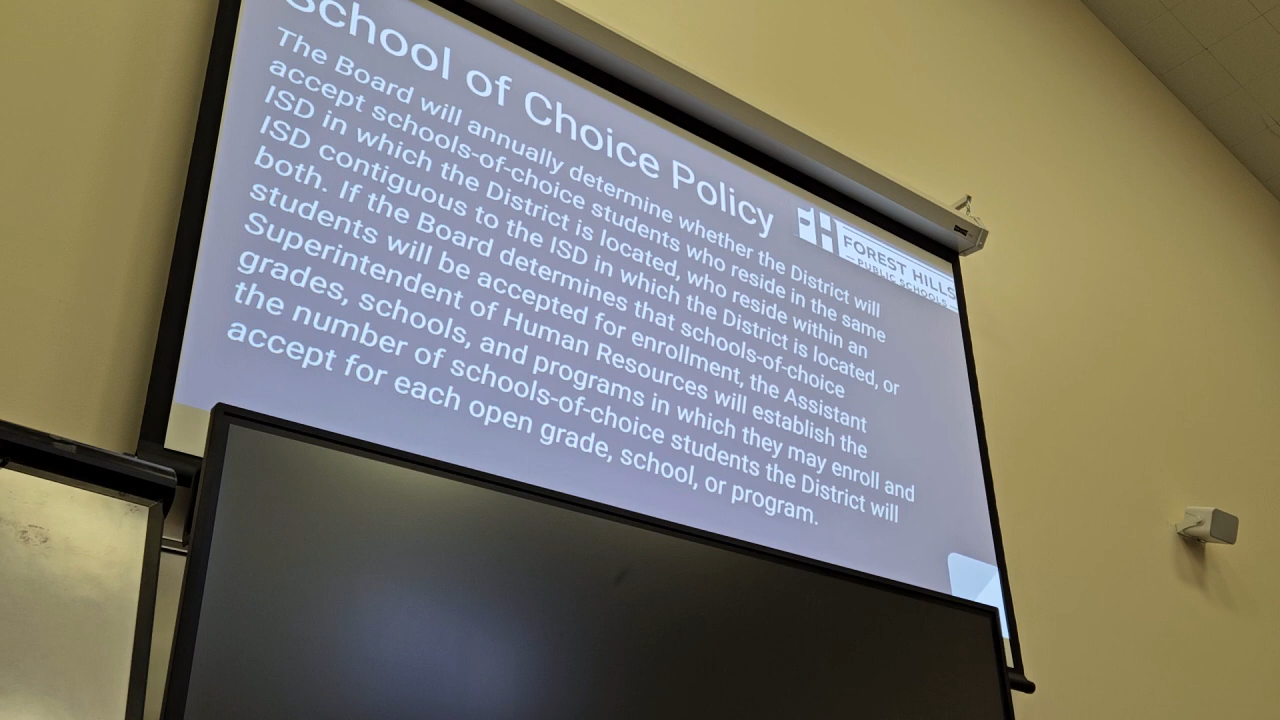 School of Choice Policy
The Board will annually determine whether the District will
accept schools-of-choice students who reside in the same
ISD in which the District is located, who reside within an
ISD contiguous to the ISD in which the District is located, or
both. If the Board determines that schools-of-choice
students will be accepted for enrollment, the Assistant
Superintendent of Human Resources will establish the
grades, schools, and programs in which they may enroll and
the number of schools-of-choice students the District will
accept for each open grade, school, or program.
FOREST HILLS
PUBLIC SCHOOLS